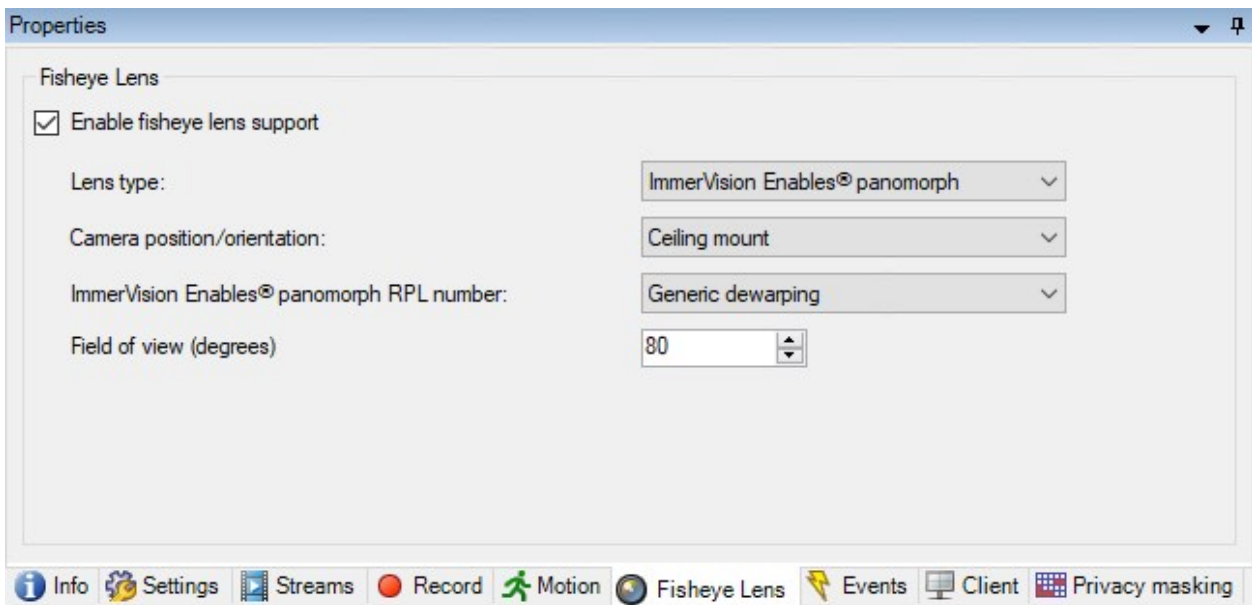 Properties
Fisheye Lens
Enable fisheye lens support
Lens type: ImmerVision Enables® panomorph
Camera position/orientation: Ceiling mount
ImmerVision Enables® panomorph RPL number: Generic dewarping
Field of view (degrees) 80
Info Settings Streams Record Motion Fisheye Lens Events Client Privacy masking